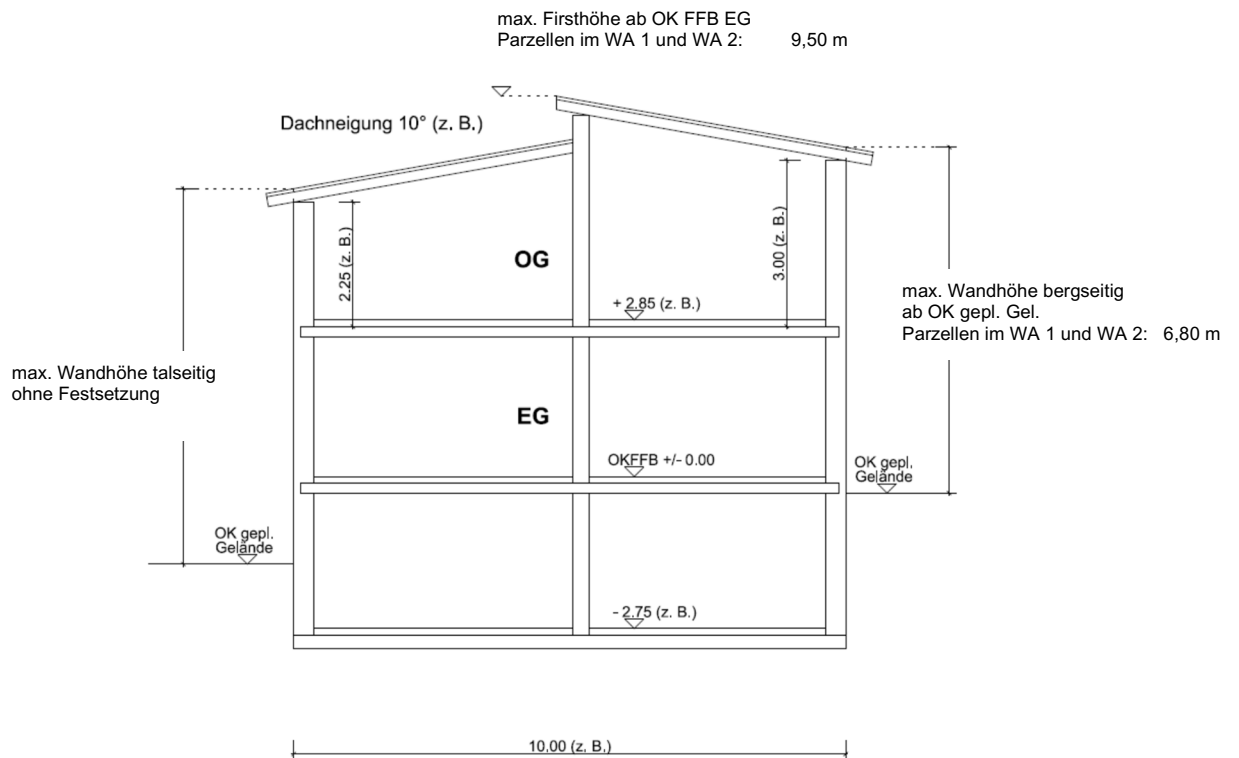 max. Firsthöhe ab OK FFB EG
Parzellen im WA 1 und WA 2: 9,50 m
Dachneigung 10° (z. B.)
2.25 (z. B.)
OG
3.00 (z. B.)
+ 2.85 (z. B.)
max. Wandhöhe bergseitig
ab OK gepl. Gel.
Parzellen im WA 1 und WA 2: 6,80 m
max. Wandhöhe talseitig
ohne Festsetzung
EG
OKFFB +/- 0.00
OK gepl.
Gelände
OK gepl.
Gelände
- 2.75 (z. B.)
10.00 (z. B.)